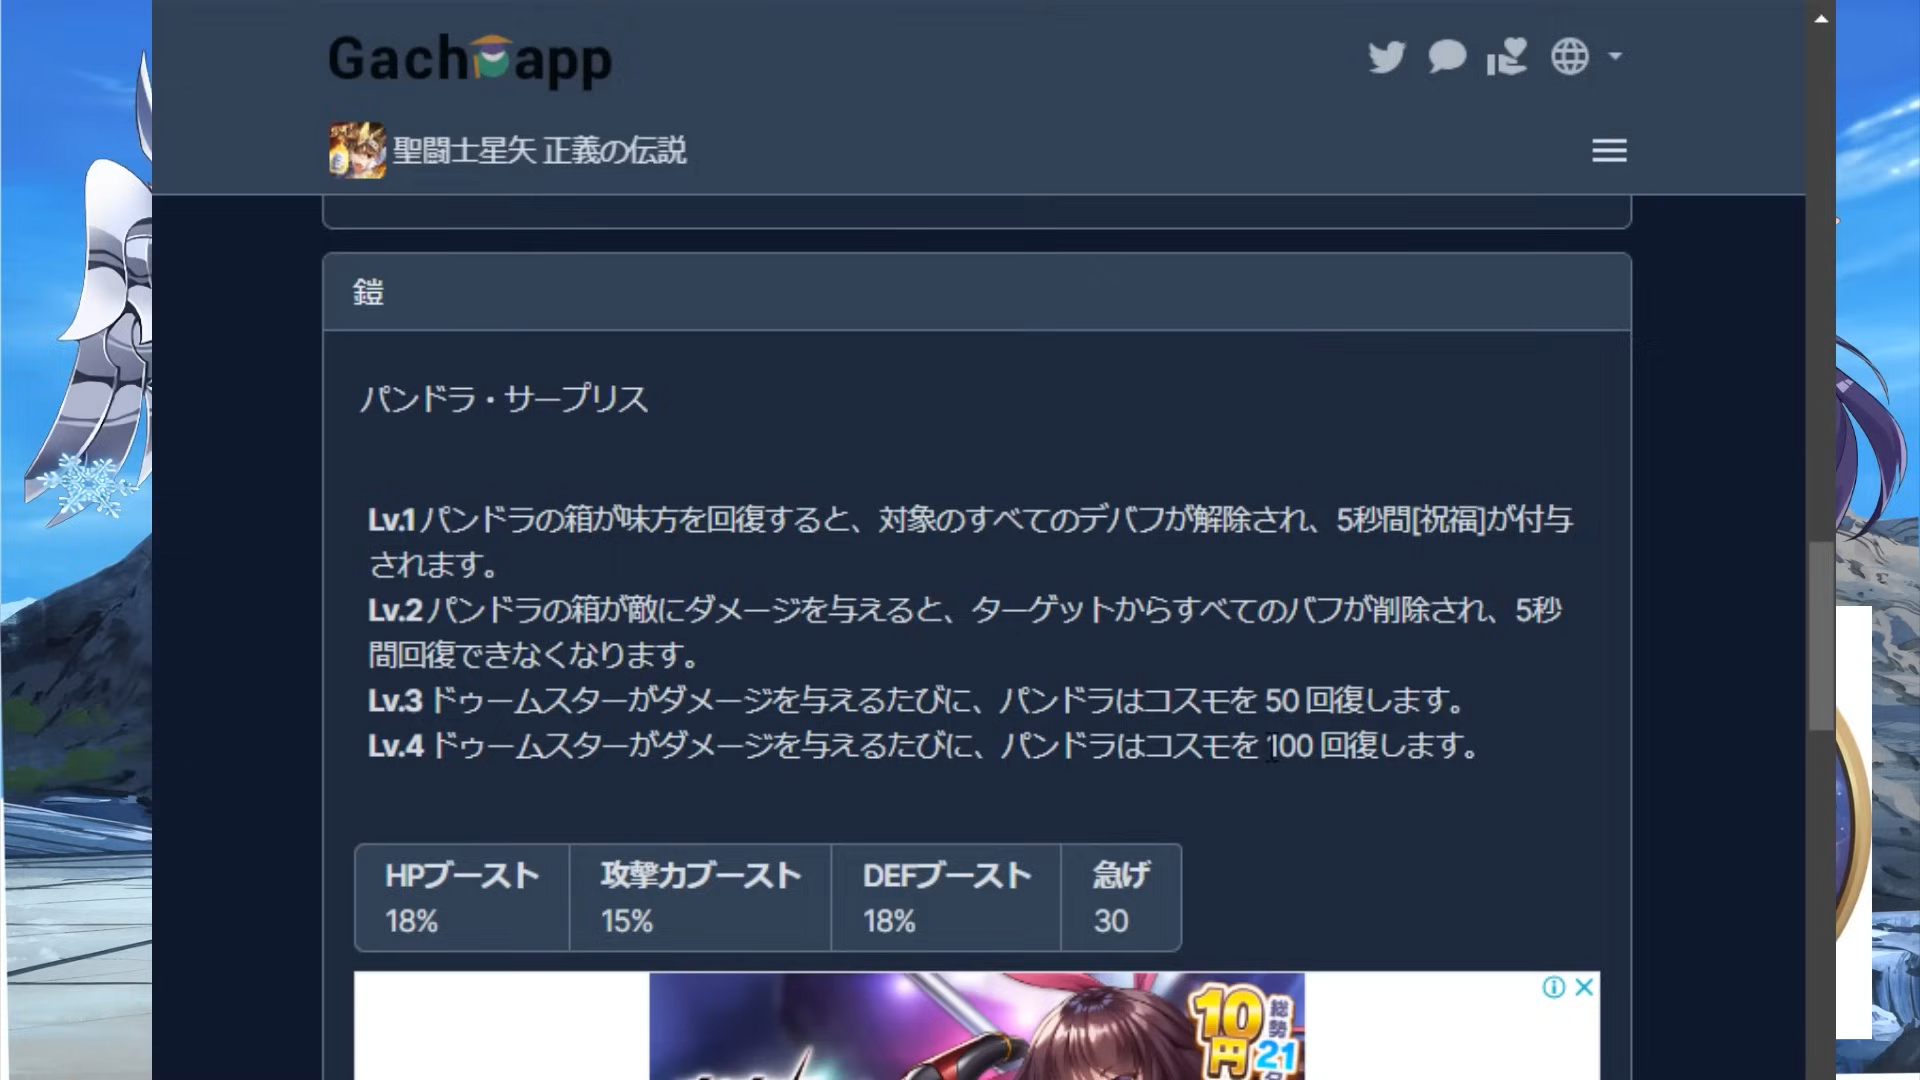 Gachapp
聖闘士星矢 正義の伝説
鎧
パンドラ・サープリス
Lv.1 パンドラの箱が味方を回復すると、対象のすべてのデバフが解除され、5秒間[祝福]が付与
されます。
Lv.2 パンドラの箱が敵にダメージを与えると、ターゲットからすべてのバフが削除され、5秒
間回復できなくなります。
Lv.3 ドゥームスターがダメージを与えるたびに、パンドラはコスモを 50 回復します。
Lv.4 ドゥームスターがダメージを与えるたびに、パンドラはコスモを 100 回復します。
HPブースト 攻撃力ブースト DEFブースト 急げ
18% 15% 18% 30
10円
総勢
21